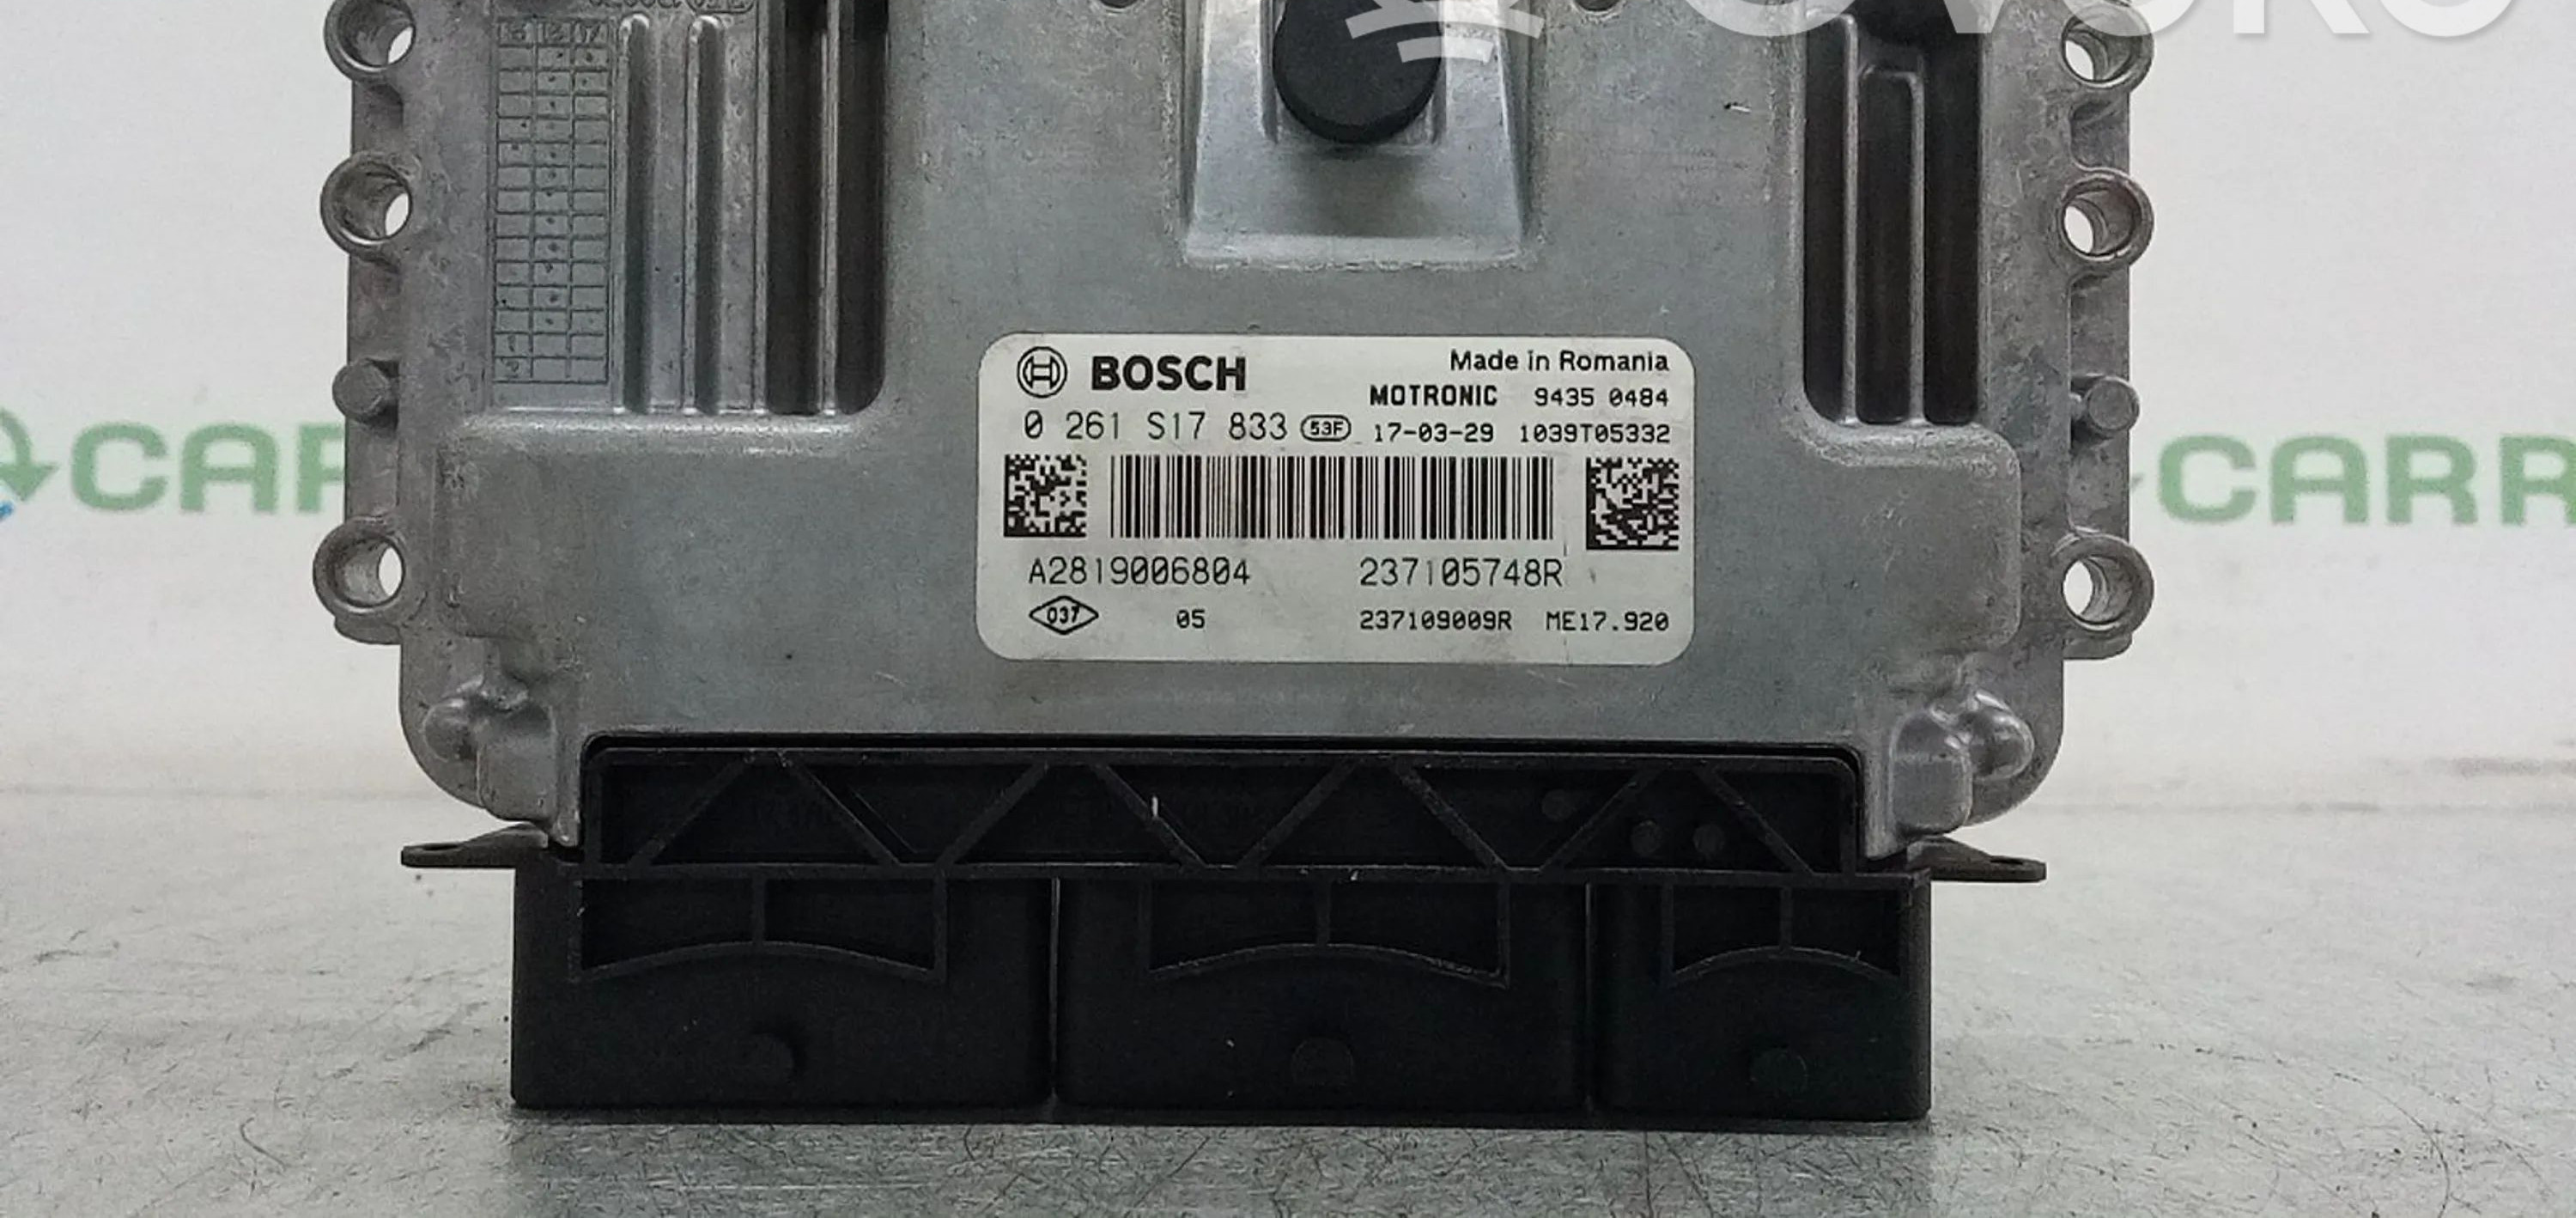 BOSCH
Made in Romania
MOTRONIC 9435 0484
0 261 S17 833 53F 17-03-29 1039T05332
A2819006804 237105748R
037 05 237109009R ME17.920
CARR